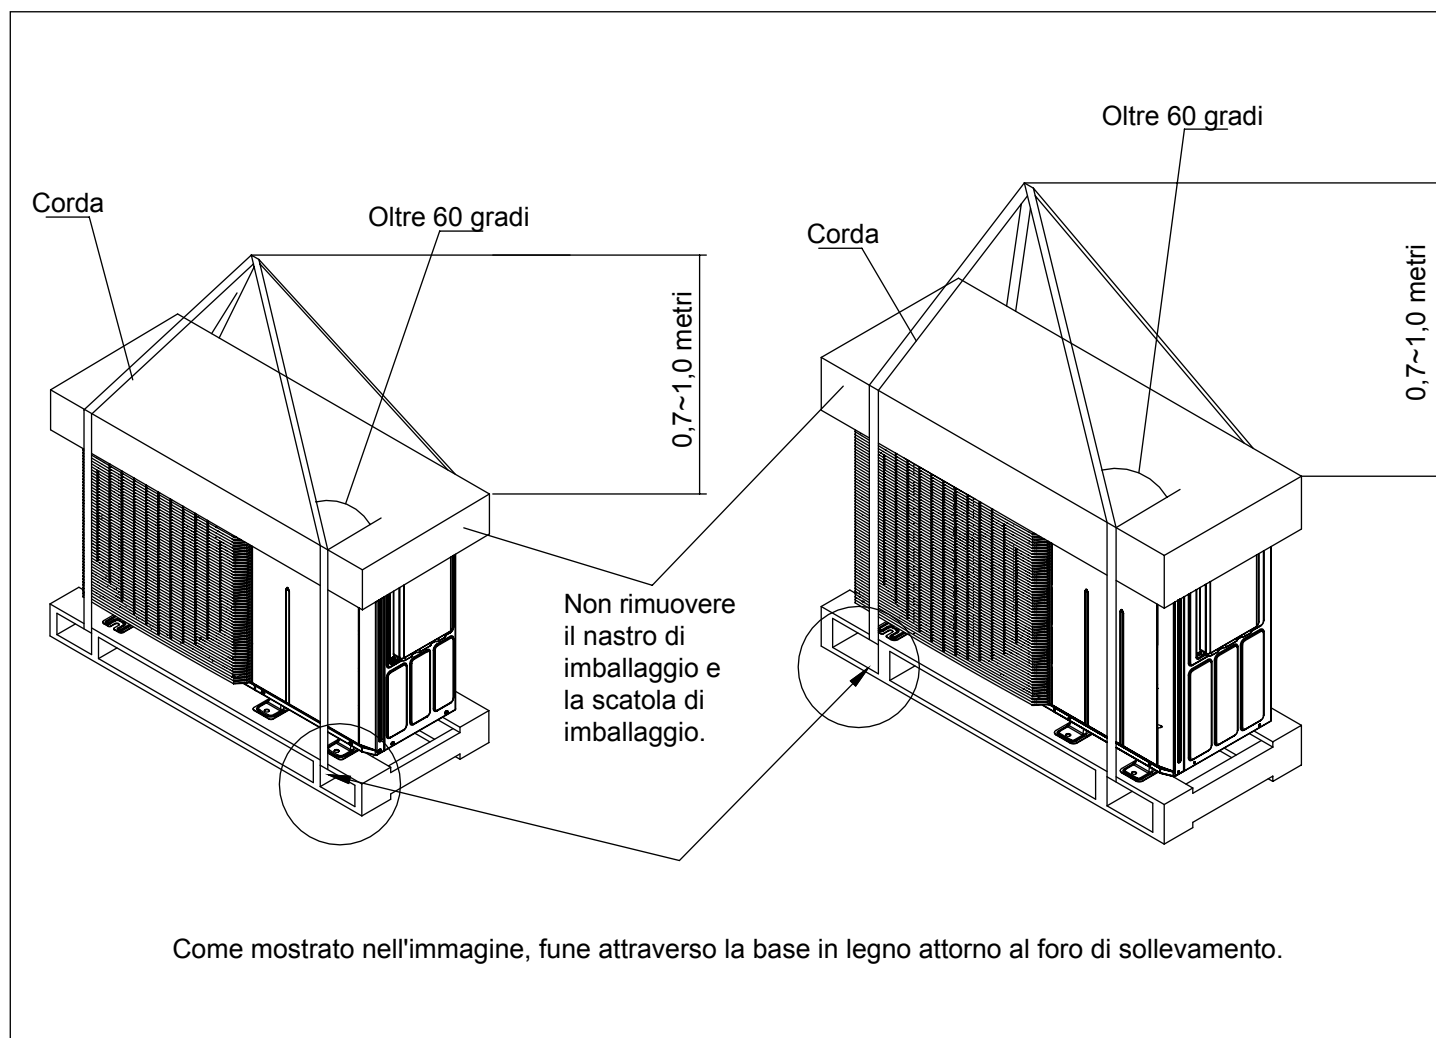 Oltre 60 gradi
Corda
Oltre 60 gradi
Corda
0,7~1,0 metri
0,7~1,0 metri
Non rimuovere
il nastro di
imballaggio e
la scatola di
imballaggio.
Come mostrato nell'immagine, fune attraverso la base in legno attorno al foro di sollevamento.